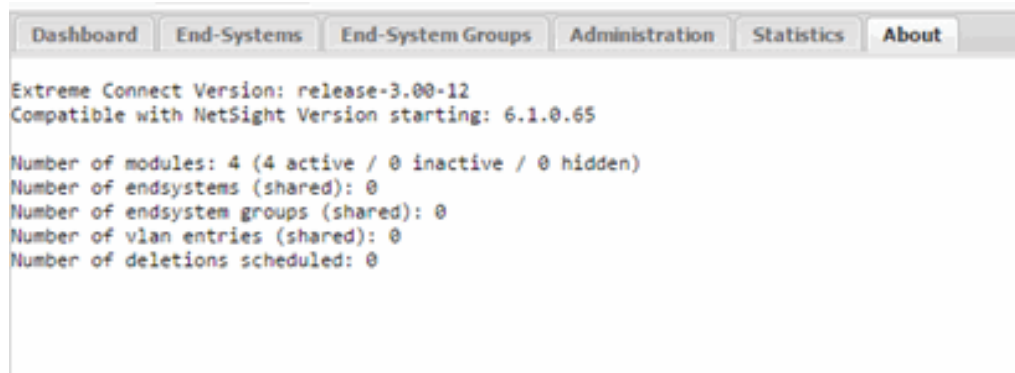 Dashboard End-Systems End-System Groups Administration Statistics About
Extreme Connect Version: release-3.00-12
Compatible with NetSight Version starting: 6.1.0.65
Number of modules: 4 (4 active / 0 inactive / 0 hidden)
Number of endsystems (shared): 0
Number of endsystem groups (shared): 0
Number of vlan entries (shared): 0
Number of deletions scheduled: 0